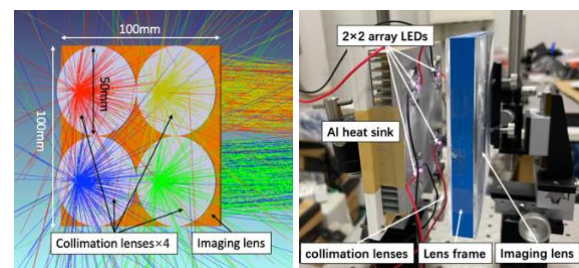 100mm
100mm
50mm
Collimation lenses×4
Imaging lens
2×2 array LEDs
Al heat sink
collimation lenses
Lens frame
Imaging lens